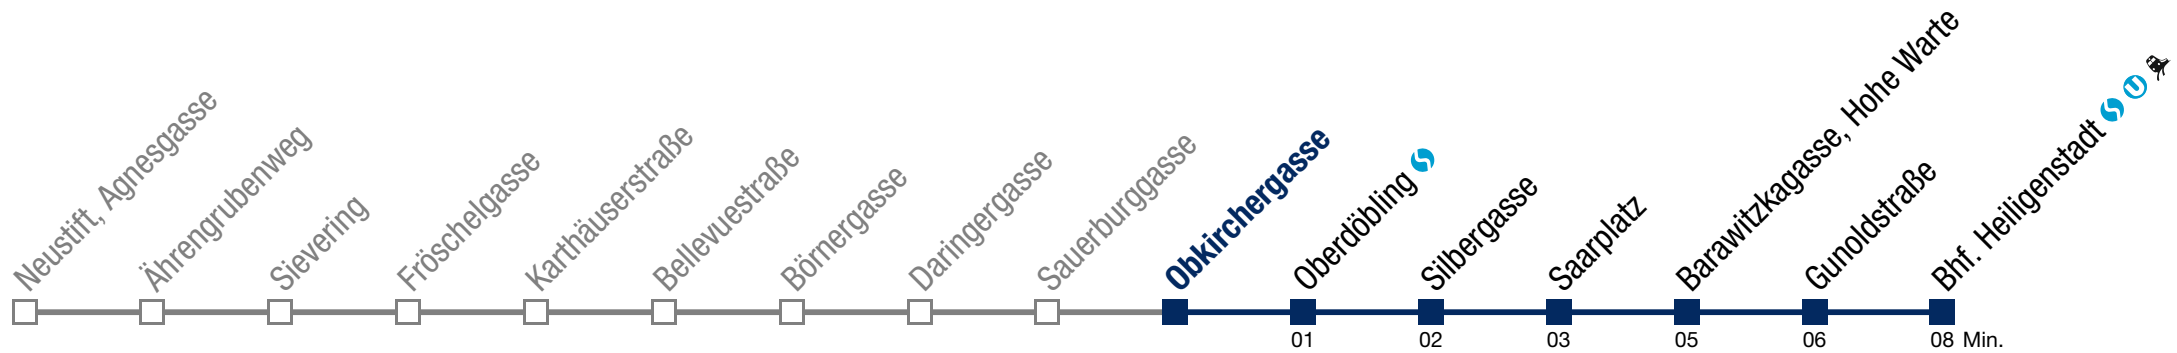 Neustift, Agnesgasse
Ährengrubenweg
Sievering
Fröschelgasse
Karthäuserstraße
Bellevuestraße
Börnergasse
Daringergasse
Sauerburggasse
Obkirchergasse
Oberdöbling
Silbergasse
Saarplatz
Barawitzkagasse, Hohe Warte
Gunoldstraße
Bhf. Heiligenstadt
01 02 03 05 06 08 Min.